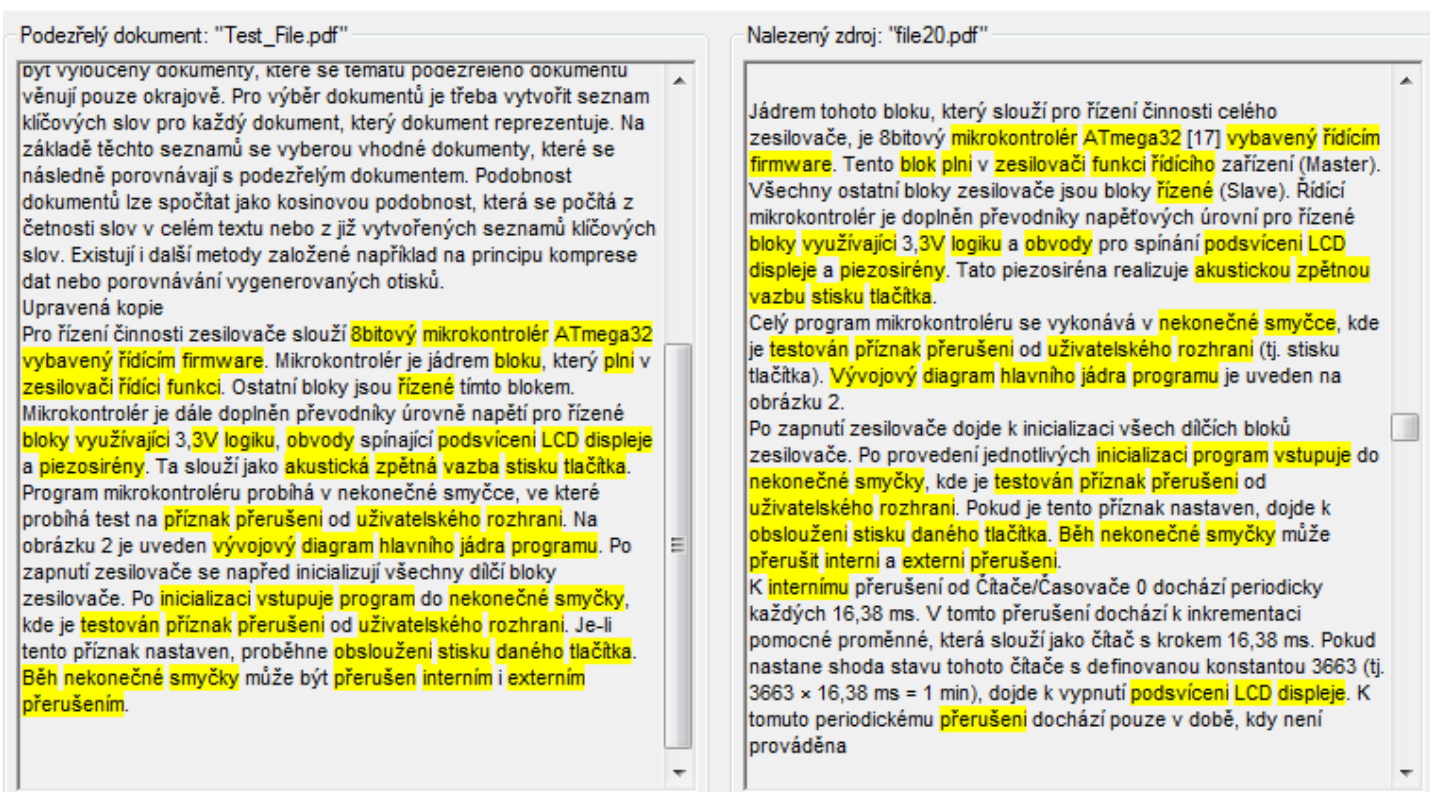 Podezřelý dokument: "Test_File.pdf"
být vyloučeny dokumenty, které se tématu podezřelého dokumentu
věnují pouze okrajově. Pro výběr dokumentů je třeba vytvořit seznam
klíčových slov pro každý dokument, který dokument reprezentuje. Na
základě těchto seznamů se vyberou vhodné dokumenty, které se
následně porovnávají s podezřelým dokumentem. Podobnost
dokumentů lze spočítat jako kosinovou podobnost, která se počítá z
četnosti slov v celém textu nebo z již vytvořených seznamů klíčových
slov. Existují i další metody založené například na principu komprese
dat nebo porovnávání vygenerovaných otisků.
Upravená kopie
Pro řízení činnosti zesilovače slouží 8bitový mikrokontrolér ATmega32
vybavený řídícím firmware. Mikrokontrolér je jádrem bloku, který plní v
zesilovači řídící funkci. Ostatní bloky jsou řízené tímto blokem.
Mikrokontrolér je dále doplněn převodníky úrovně napětí pro řízené
bloky využívající 3,3V logiku, obvody spínající podsvícení LCD displeje
a piezosirény. Ta slouží jako akustická zpětná vazba stisku tlačítka.
Program mikrokontroléru probíhá v nekonečné smyčce, ve které
probíhá test na příznak přerušení od uživatelského rozhraní. Na
obrázku 2 je uveden vývojový diagram hlavního jádra programu. Po
zapnutí zesilovače se napřed inicializují všechny dílčí bloky
zesilovače. Po inicializaci vstupuje program do nekonečné smyčky,
kde je testován příznak přerušení od uživatelského rozhraní. Je-li
tento příznak nastaven, proběhne obsloužení stisku daného tlačítka.
Běh nekonečné smyčky může být přerušen interním i externím
přerušením.
Nalezený zdroj: "file20.pdf"
Jádrem tohoto bloku, který slouží pro řízení činnosti celého
zesilovače, je 8bitový mikrokontrolér ATmega32 [17] vybavený řídícím
firmware. Tento blok plní v zesilovači funkci řídícího zařízení (Master).
Všechny ostatní bloky zesilovače jsou bloky řízené (Slave). Řídící
mikrokontrolér je doplněn převodníky napěťových úrovní pro řízené
bloky využívající 3,3V logiku a obvody pro spínání podsvícení LCD
displeje a piezosirény. Tato piezosiréna realizuje akustickou zpětnou
vazbu stisku tlačítka.
Celý program mikrokontroléru se vykonává v nekonečné smyčce, kde
je testován příznak přerušení od uživatelského rozhraní (tj. stisku
tlačítka). Vývojový diagram hlavního jádra programu je uveden na
obrázku 2.
Po zapnutí zesilovače dojde k inicializaci všech dílčích bloků
zesilovače. Po provedení jednotlivých inicializací program vstupuje do
nekonečné smyčky, kde je testován příznak přerušení od
uživatelského rozhraní. Pokud je tento příznak nastaven, dojde k
obsloužení stisku daného tlačítka. Běh nekonečné smyčky může
přerušit interní a externí přerušení.
K internímu přerušení od Čítače/Časovače 0 dochází periodicky
každých 16,38 ms. V tomto přerušení dochází k inkrementaci
pomocné proměnné, která slouží jako čítač s krokem 16,38 ms. Pokud
nastane shoda stavu tohoto čítače s definovanou konstantou 3663 (tj.
3663 × 16,38 ms = 1 min), dojde k vypnutí podsvícení LCD displeje. K
tomuto periodickému přerušení dochází pouze v době, kdy není
prováděna